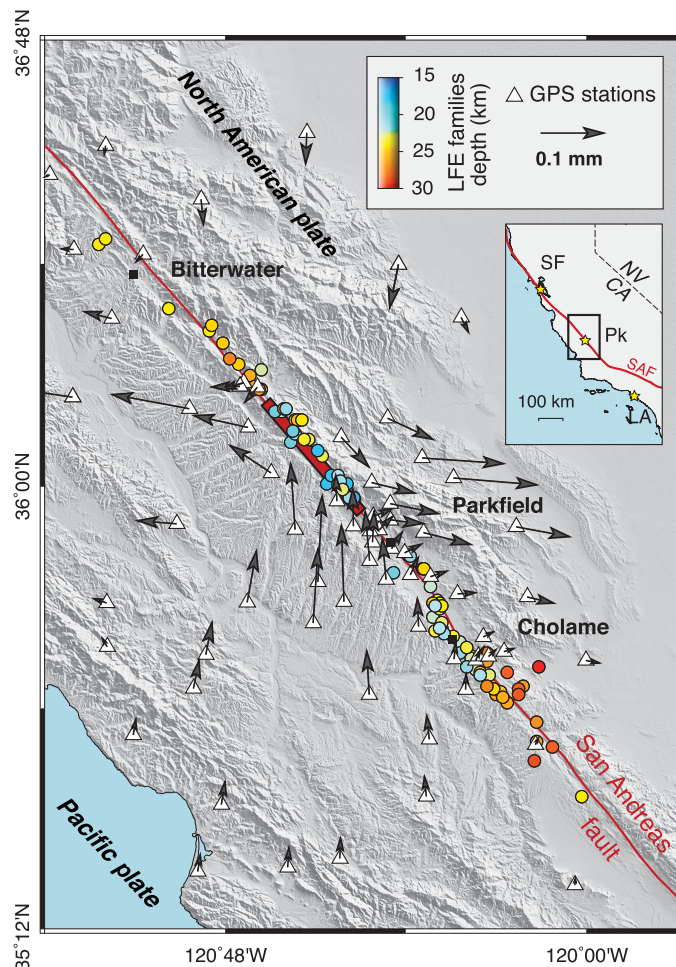 36°48'N
36°00'N
35°12'N
120°48'W
120°00'W
North American plate
Bitterwater
Parkfield
Cholame
San Andreas
fault
Pacific plate
15
20
25
30
LFE families
depth (km)
GPS stations
0.1 mm
SF
NV
CA
Pk
SAF
100 km
LA